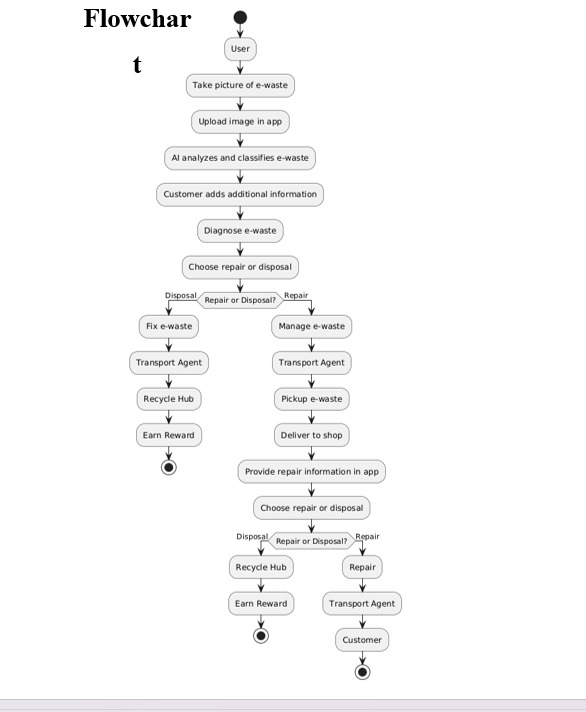 Flowchar
t
User
Take picture of e-waste
Upload image in app
AI analyzes and classifies e-waste
Customer adds additional information
Diagnose e-waste
Choose repair or disposal
Disposal
Repair or Disposal?
Repair
Fix e-waste
Transport Agent
Recycle Hub
Earn Reward
Manage e-waste
Transport Agent
Pickup e-waste
Deliver to shop
Provide repair information in app
Choose repair or disposal
Disposal
Repair or Disposal?
Repair
Recycle Hub
Earn Reward
Repair
Transport Agent
Customer